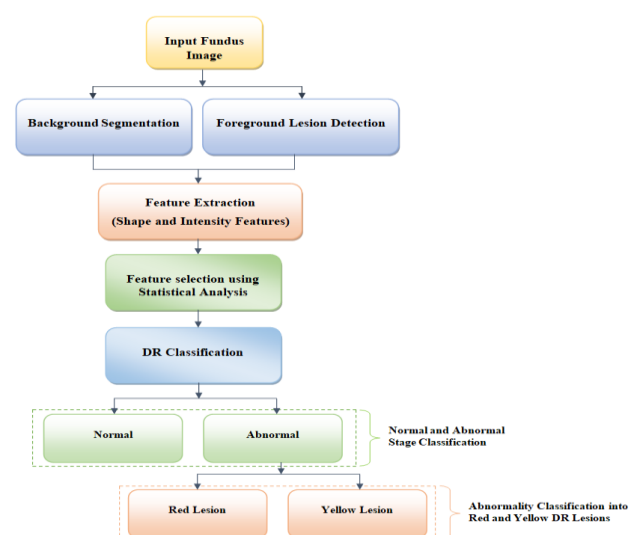 Input Fundus
Image
Background Segmentation
Foreground Lesion Detection
Feature Extraction
(Shape and Intensity Features)
Feature selection using
Statistical Analysis
DR Classification
Normal
Abnormal
Normal and Abnormal
Stage Classification
Red Lesion
Yellow Lesion
Abnormality Classification into
Red and Yellow DR Lesions